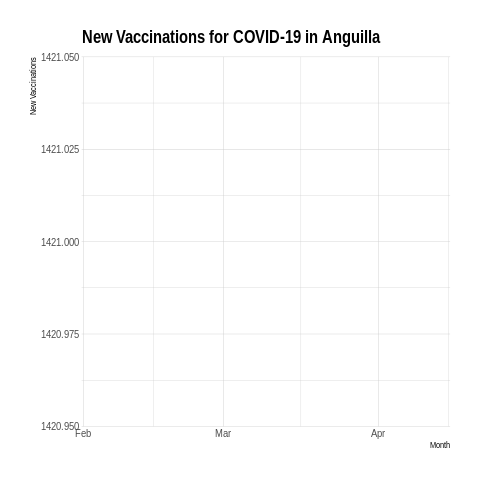 New Vaccinations for COVID-19 in Anguilla
New Vaccinations
1421.050
1421.025
1421.000
1420.975
1420.950
Feb Mar Apr
Month